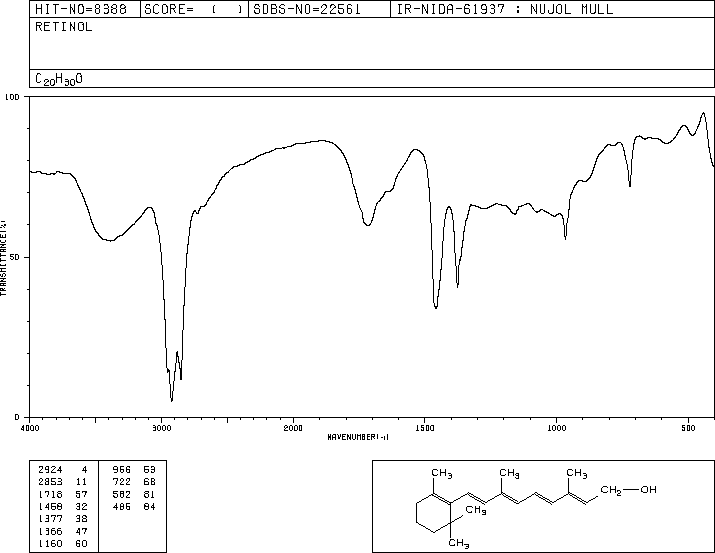 HIT-NO=8388 SCORE= ( ) SDBS-NO=22561 IR-NIDA-61937 : NUJOL MULL
RETINOL
C20H30O
100
50
0
TRANSMITTANCE(%)
4000 3000 2000 1500 1000 500
WAVENUMBER(-1)
2924 4
2853 11
1718 57
1458 32
1377 38
1366 47
1160 60
966 53
722 68
582 81
486 84
CH3 CH3 CH3
CH2 OH
CH3
CH3